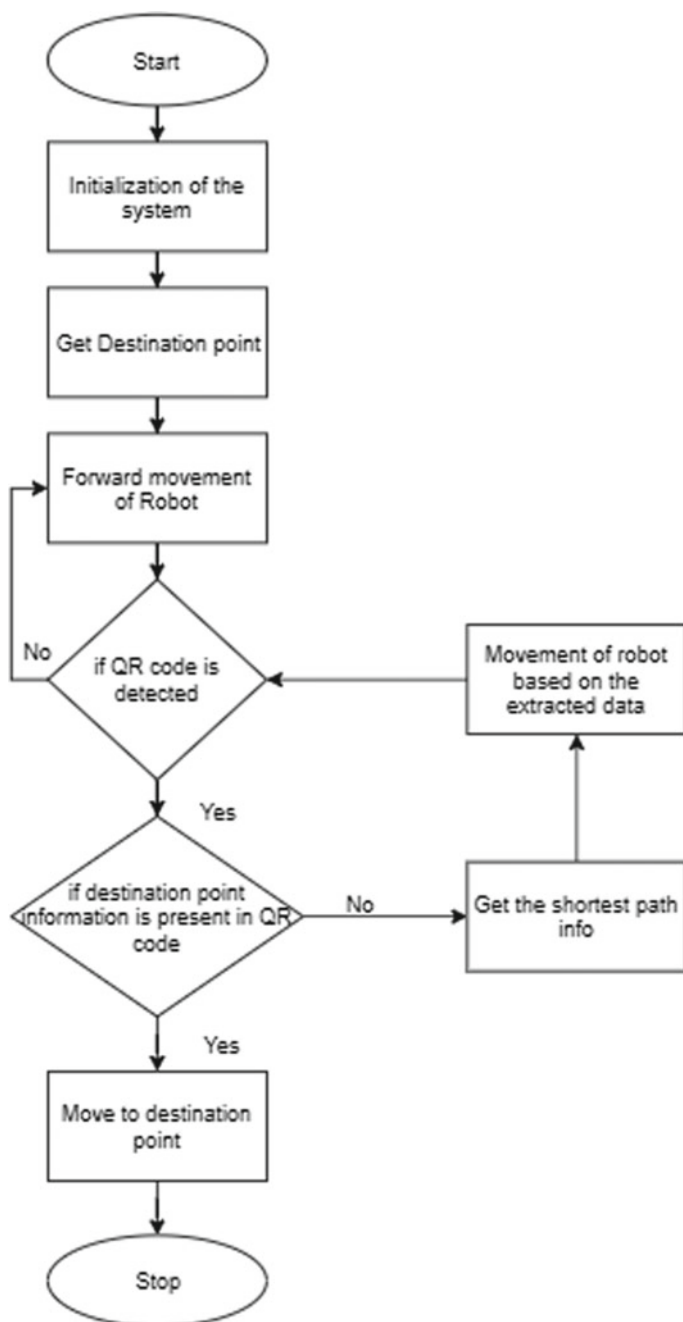 Start
Initialization of the
system
Get Destination point
Forward movement
of Robot
No
if QR code is
detected
Movement of robot
based on the
extracted data
Yes
if destination point
information is present in QR
code
No
Get the shortest path
info
Yes
Move to destination
point
Stop